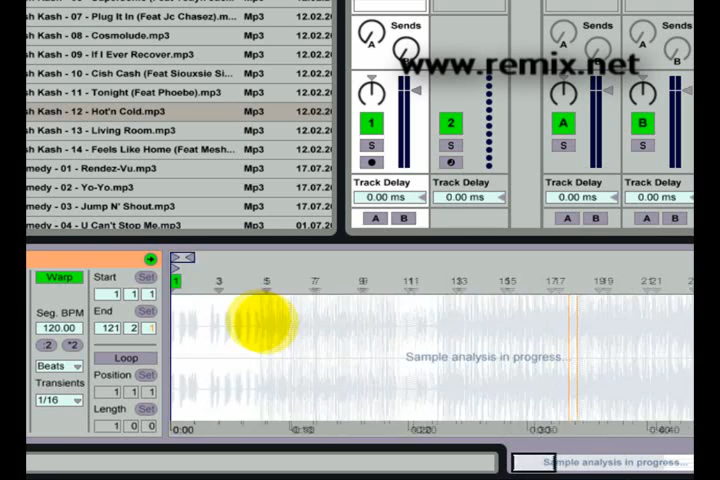 sh Kash - 07 - Plug It In (Feat Jc Chasez).mp3 Mp3 12.02.2
sh Kash - 08 - Cosmolude.mp3 Mp3 12.02.2
sh Kash - 09 - If I Ever Recover.mp3 Mp3 12.02.2
sh Kash - 10 - Cish Cash (Feat Siouxsie Si... Mp3 12.02.2
sh Kash - 11 - Tonight (Feat Phoebe).mp3 Mp3 12.02.2
sh Kash - 12 - Hot'n Cold.mp3 Mp3 12.02.2
sh Kash - 13 - Living Room.mp3 Mp3 12.02.2
sh Kash - 14 - Feels Like Home (Feat Mesh... Mp3 12.02.2
medy - 01 - Rendez-Vu.mp3 Mp3 17.07.2
medy - 02 - Yo-Yo.mp3 Mp3 17.07.2
medy - 03 - Jump N' Shout.mp3 Mp3 17.07.2
medy - 04 - U Can't Stop Me.mp3 Mp3 01.07.2
Sends Sends Sends
A A A
B B B
www.remix.net
1 2 A B
S S S S
Track Delay Track Delay Track Delay Track Delay
0.00 ms 0.00 ms 0.00 ms 0.00 ms
A B A B A B
Warp Start Set
1 1 1
Seg. BPM End Set
120.00 121 2 1
:2 *2
Beats Loop
Transients Position Set
1/16 1 1 1
Length Set
1 0 0
1 3 5 7 9 11 13 15 17 19 21
Sample analysis in progress...
0:00 0:20 0:30
Sample analysis in progress...